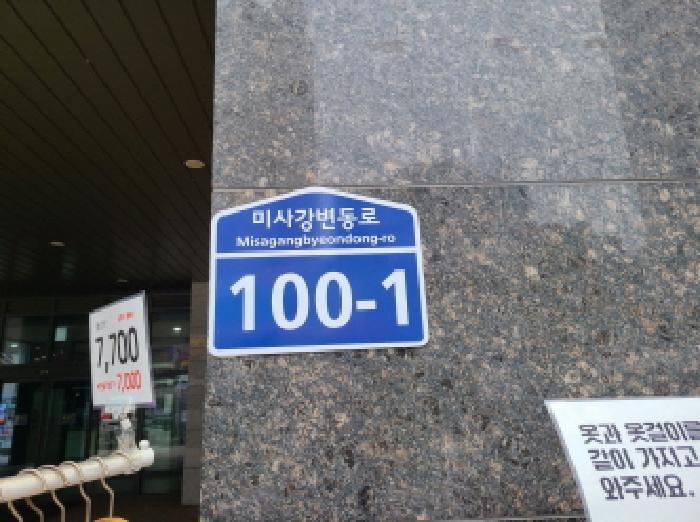 미사강변동로
Misagangbyeondong-ro
100-1
7,700
7,000
옷과 옷걸이를
같이 가지고
와주세요.